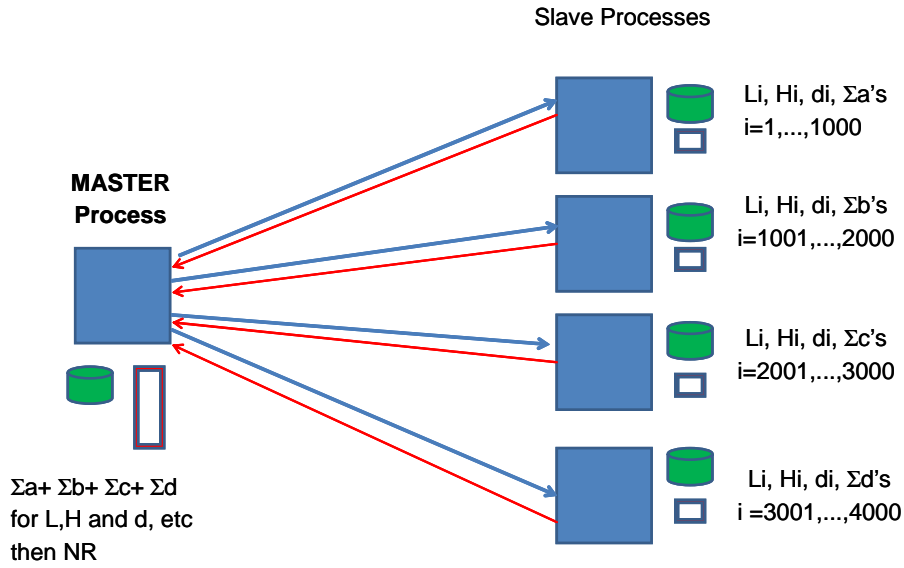 Slave Processes
MASTER
Process
Li, Hi, di, Σa’s
i=1,...,1000
Li, Hi, di, Σb’s
i=1001,...,2000
Li, Hi, di, Σc’s
i=2001,...,3000
Li, Hi, di, Σd’s
i =3001,...,4000
Σa+ Σb+ Σc+ Σd
for L,H and d, etc
then NR